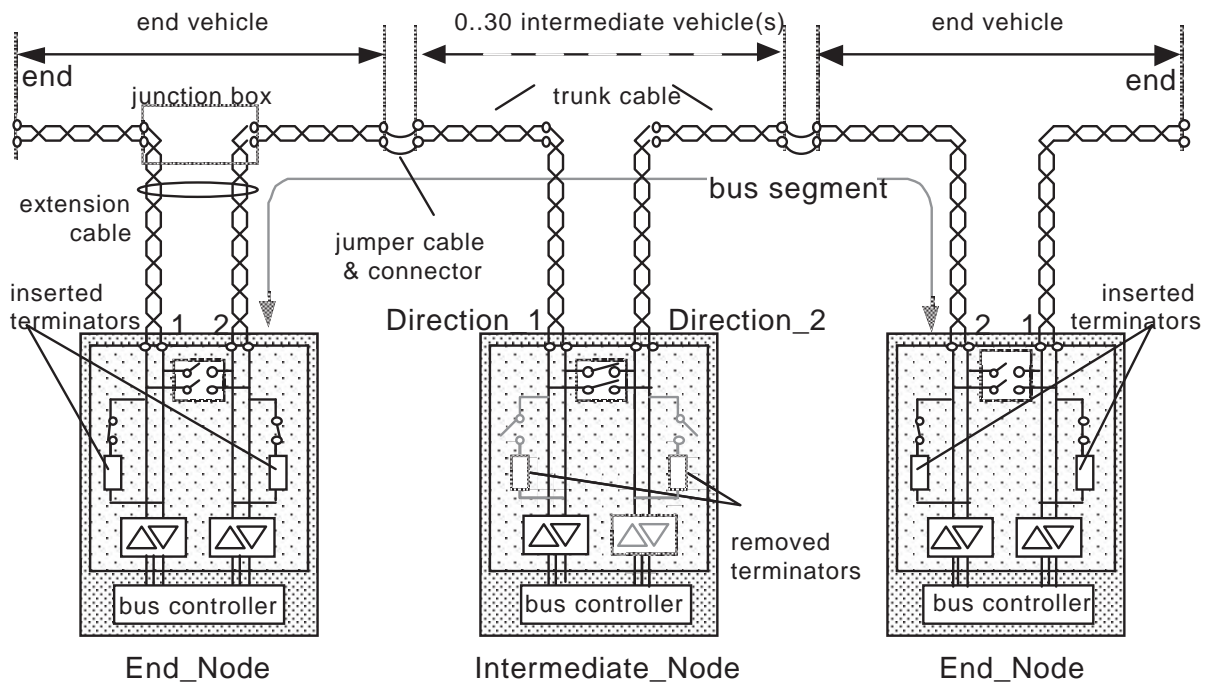 end vehicle
0..30 intermediate vehicle(s)
end vehicle
end
end
junction box
trunk cable
bus segment
extension
cable
jumper cable
& connector
inserted
terminators
1 2
Direction_1
Direction_2
2 1
inserted
terminators
removed
terminators
bus controller
bus controller
bus controller
End_Node
Intermediate_Node
End_Node